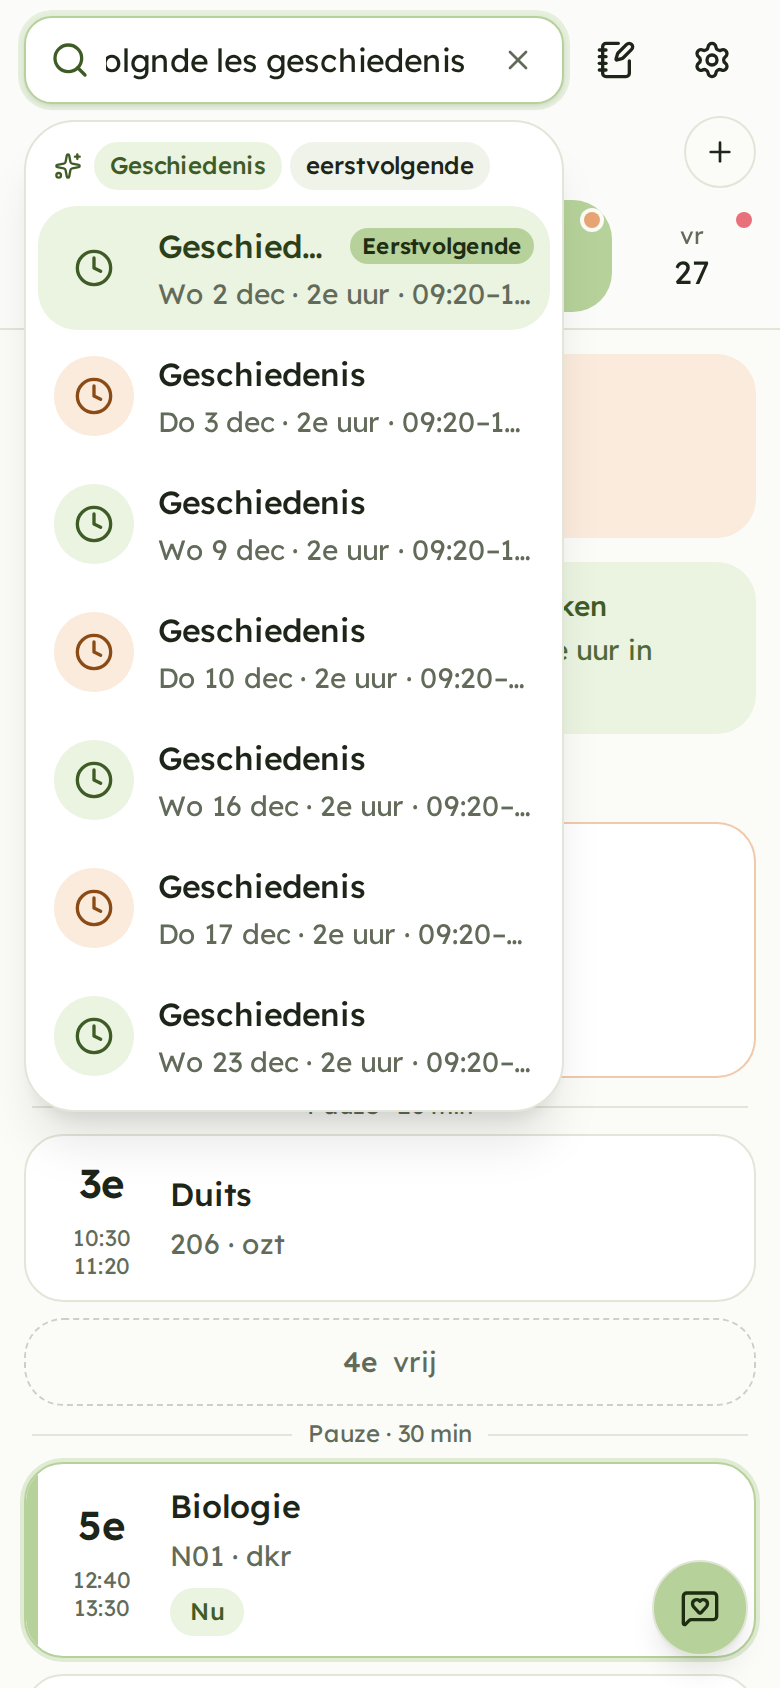 olgnde les geschiedenis
Geschiedenis eerstvolgende
Geschied... Eerstvolgende
Wo 2 dec · 2e uur · 09:20–1...
vr
27
Geschiedenis
Do 3 dec · 2e uur · 09:20–1...
Geschiedenis
Wo 9 dec · 2e uur · 09:20–1...
ken
e uur in
Geschiedenis
Do 10 dec · 2e uur · 09:20–...
Geschiedenis
Wo 16 dec · 2e uur · 09:20–...
Geschiedenis
Do 17 dec · 2e uur · 09:20–...
Geschiedenis
Wo 23 dec · 2e uur · 09:20–...
3e
10:30
11:20
Duits
206 · ozt
4e vrij
Pauze · 30 min
5e
12:40
13:30
Biologie
N01 · dkr
Nu